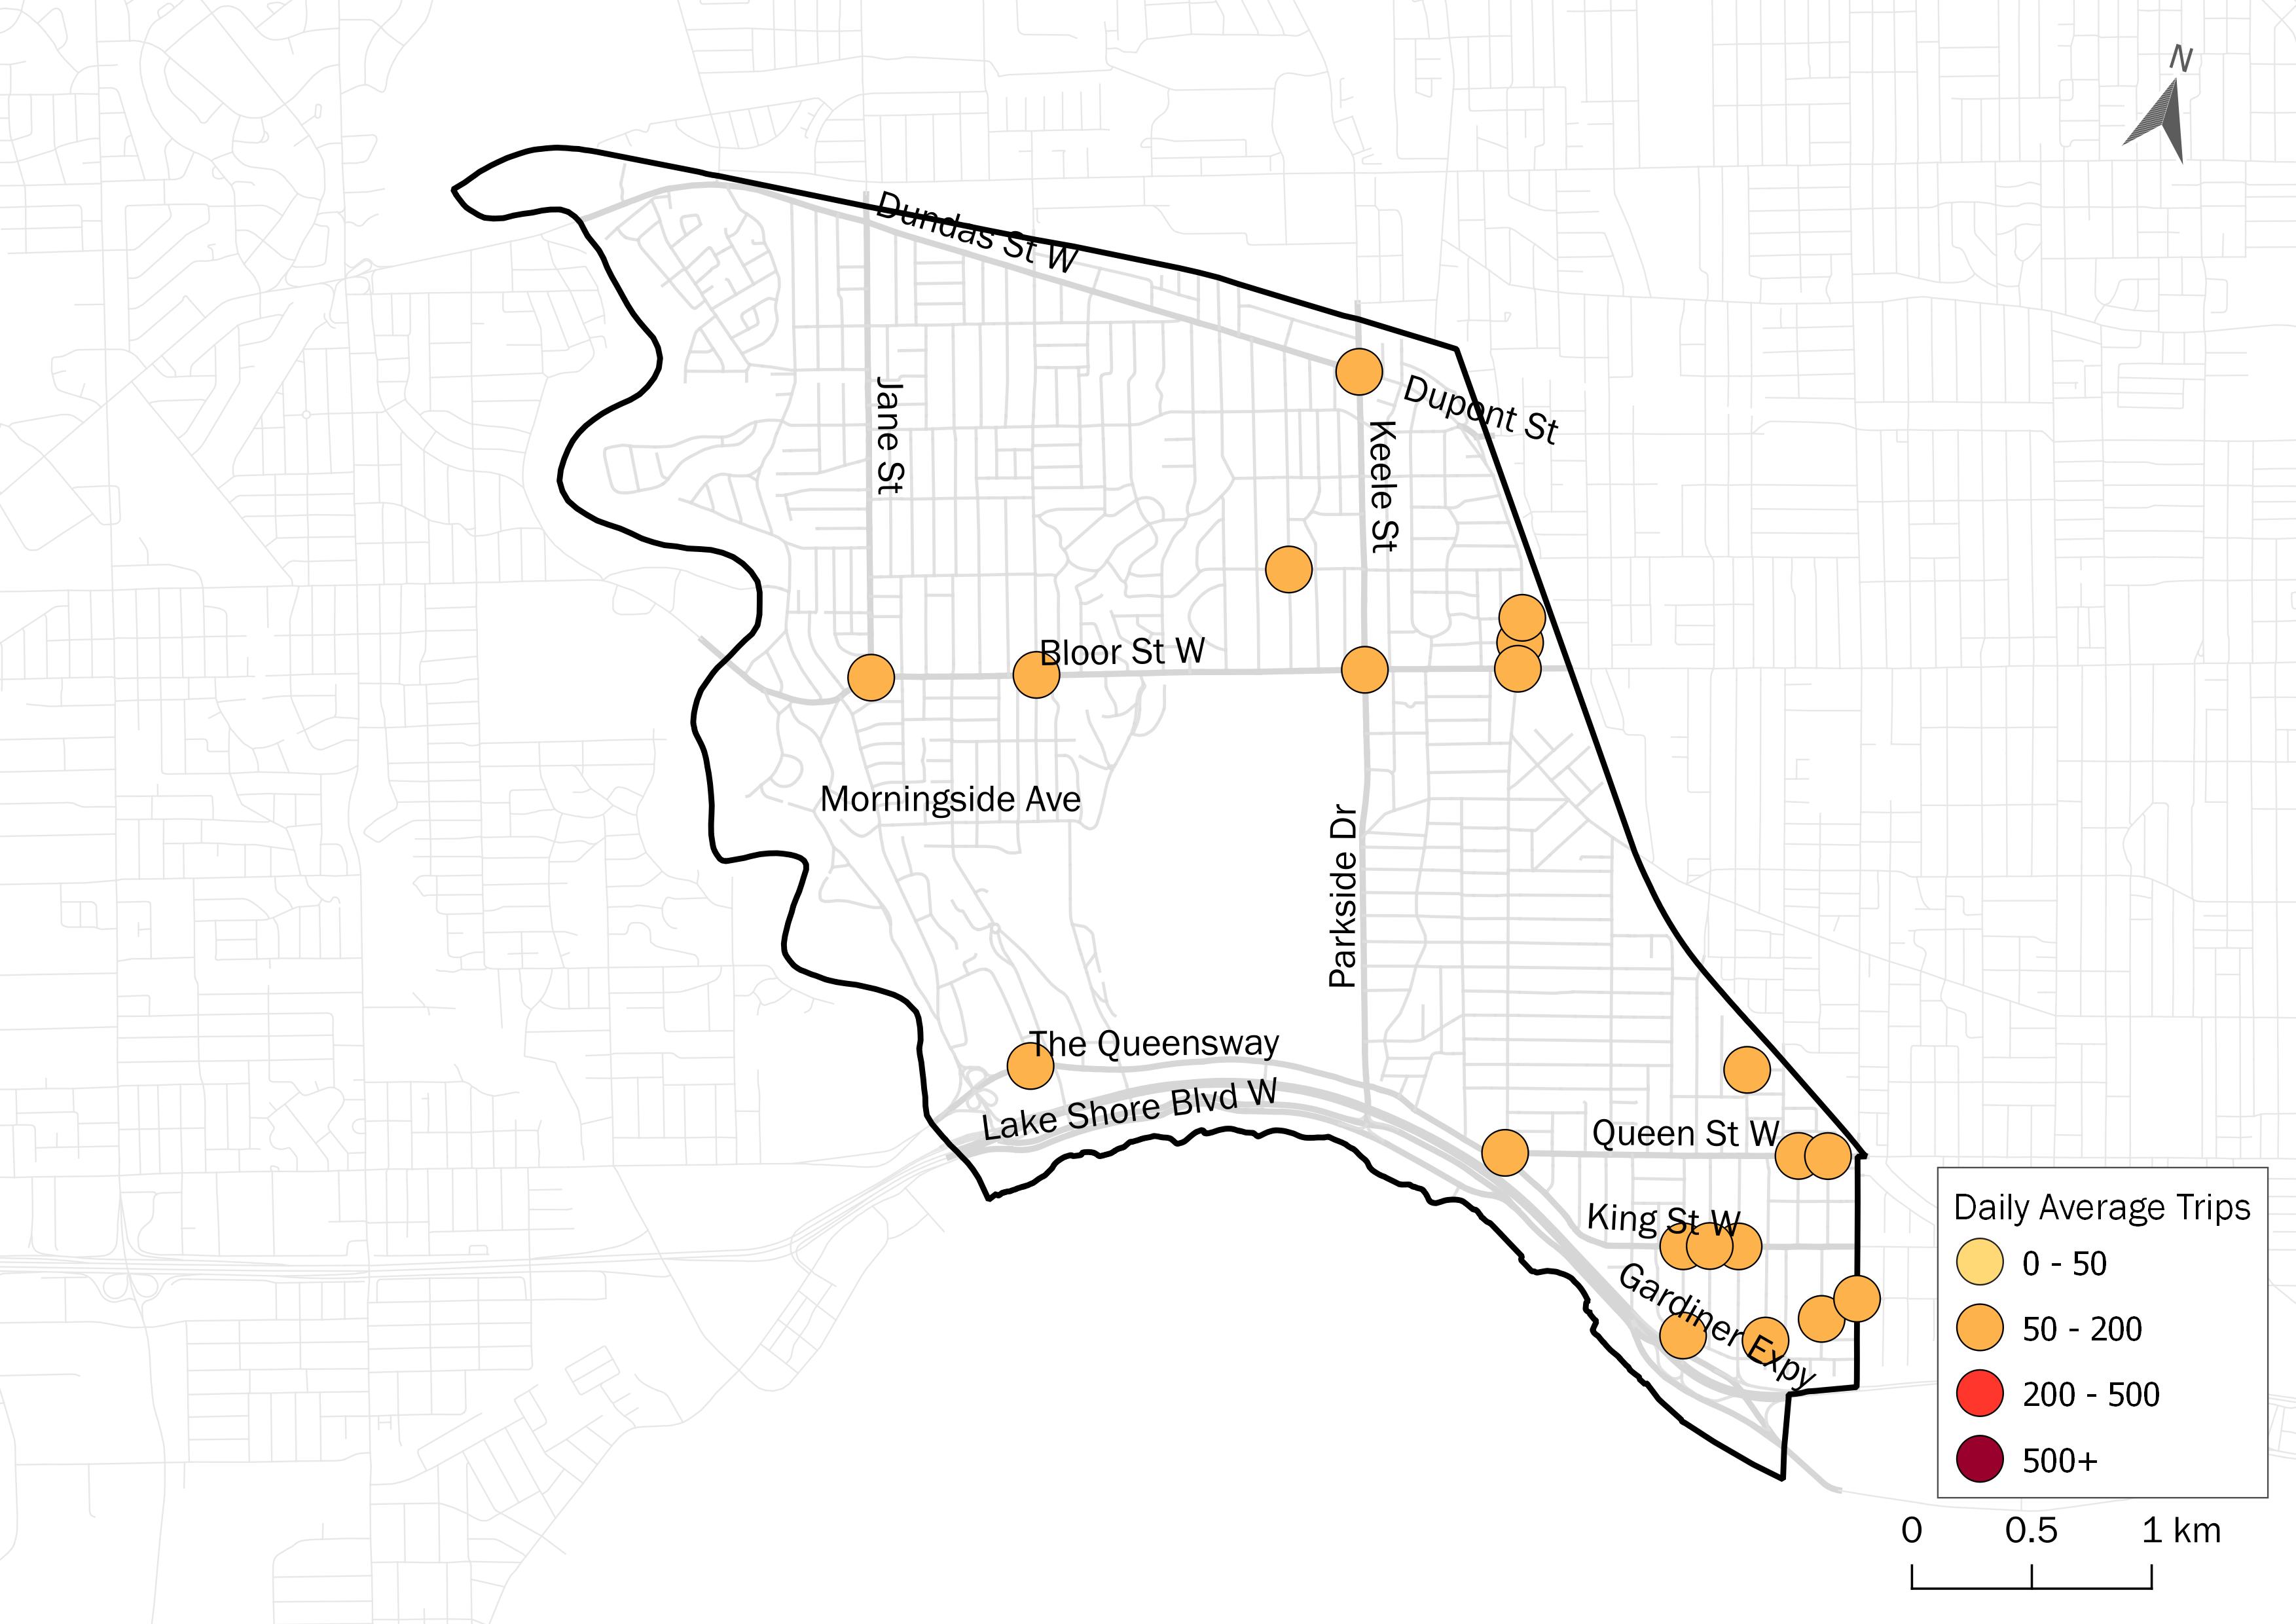 N
Dundas St W
Dupont St
Jane St
Keele St
Bloor St W
Morningside Ave
Parkside Dr
The Queensway
Lake Shore Blvd W
Queen St W
King St W
Gardiner Expy
Daily Average Trips
0 - 50
50 - 200
200 - 500
500+
0 0.5 1 km